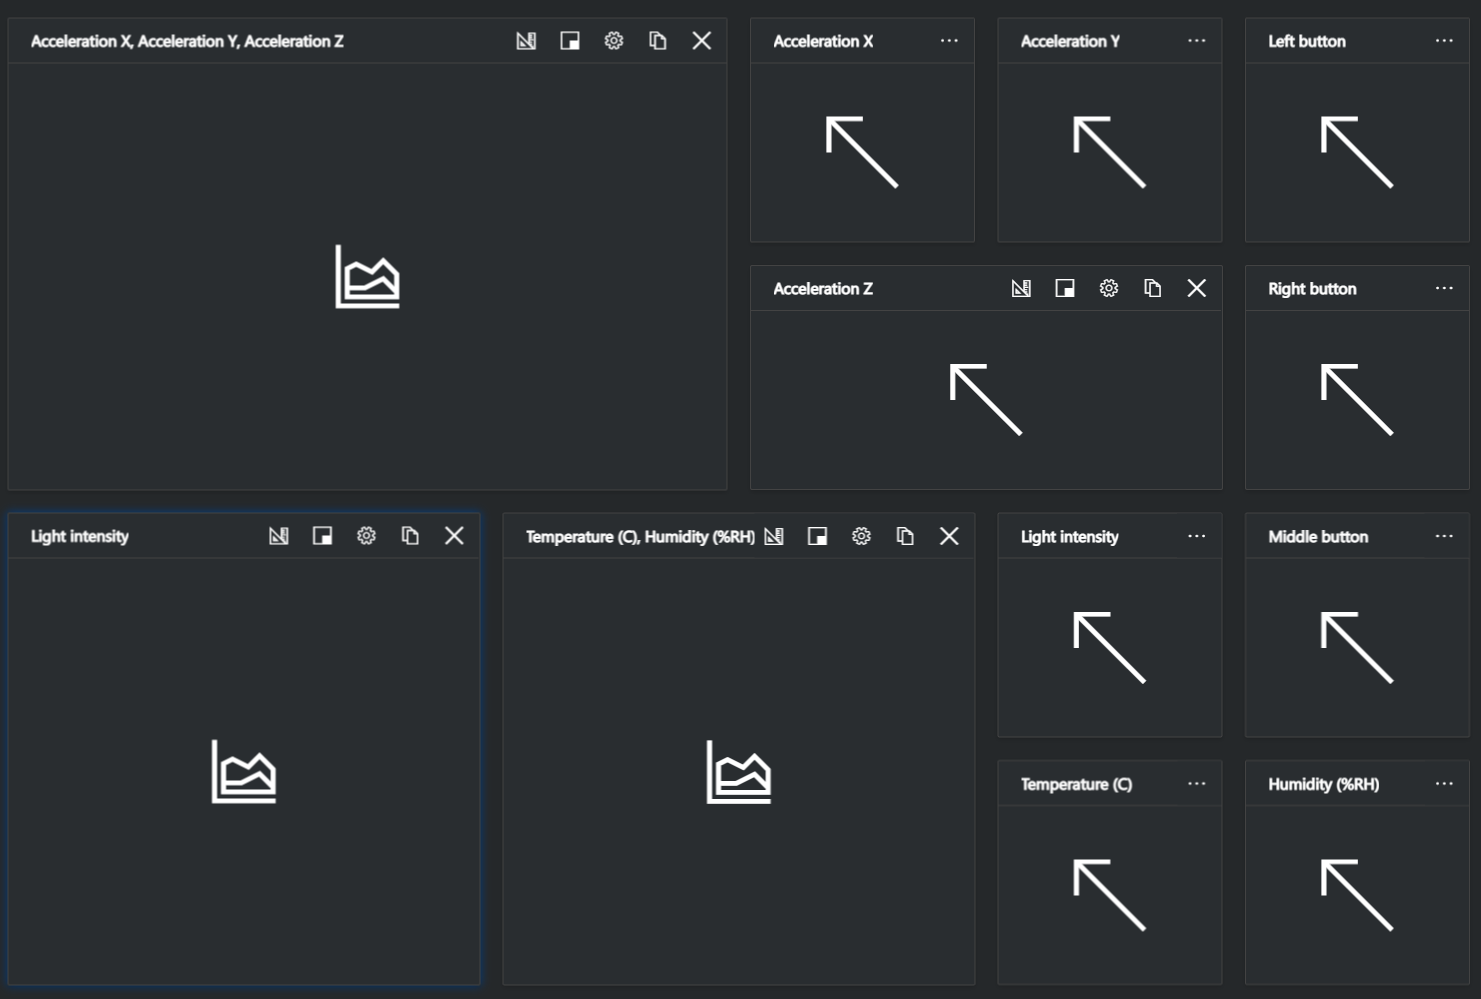 Acceleration X, Acceleration Y, Acceleration Z
Acceleration X
Acceleration Y
Left button
Acceleration Z
Right button
Light intensity
Temperature (C), Humidity (%RH)
Light intensity
Middle button
Temperature (C)
Humidity (%RH)